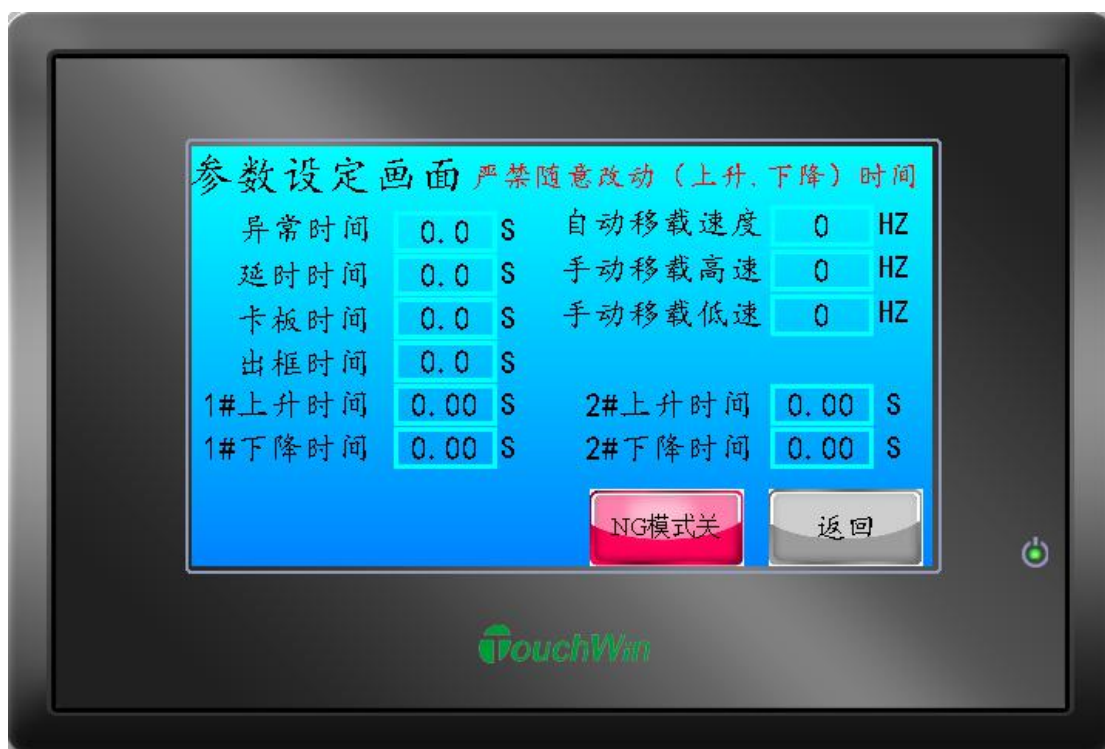 参数设定画面 严禁随意改动（上升、下降）时间
异常时间 0.0 S 自动移载速度 0 HZ
延时时间 0.0 S 手动移载高速 0 HZ
卡板时间 0.0 S 手动移载低速 0 HZ
出框时间 0.0 S
1#上升时间 0.00 S 2#上升时间 0.00 S
1#下降时间 0.00 S 2#下降时间 0.00 S
NG模式关 返回
TouchWin